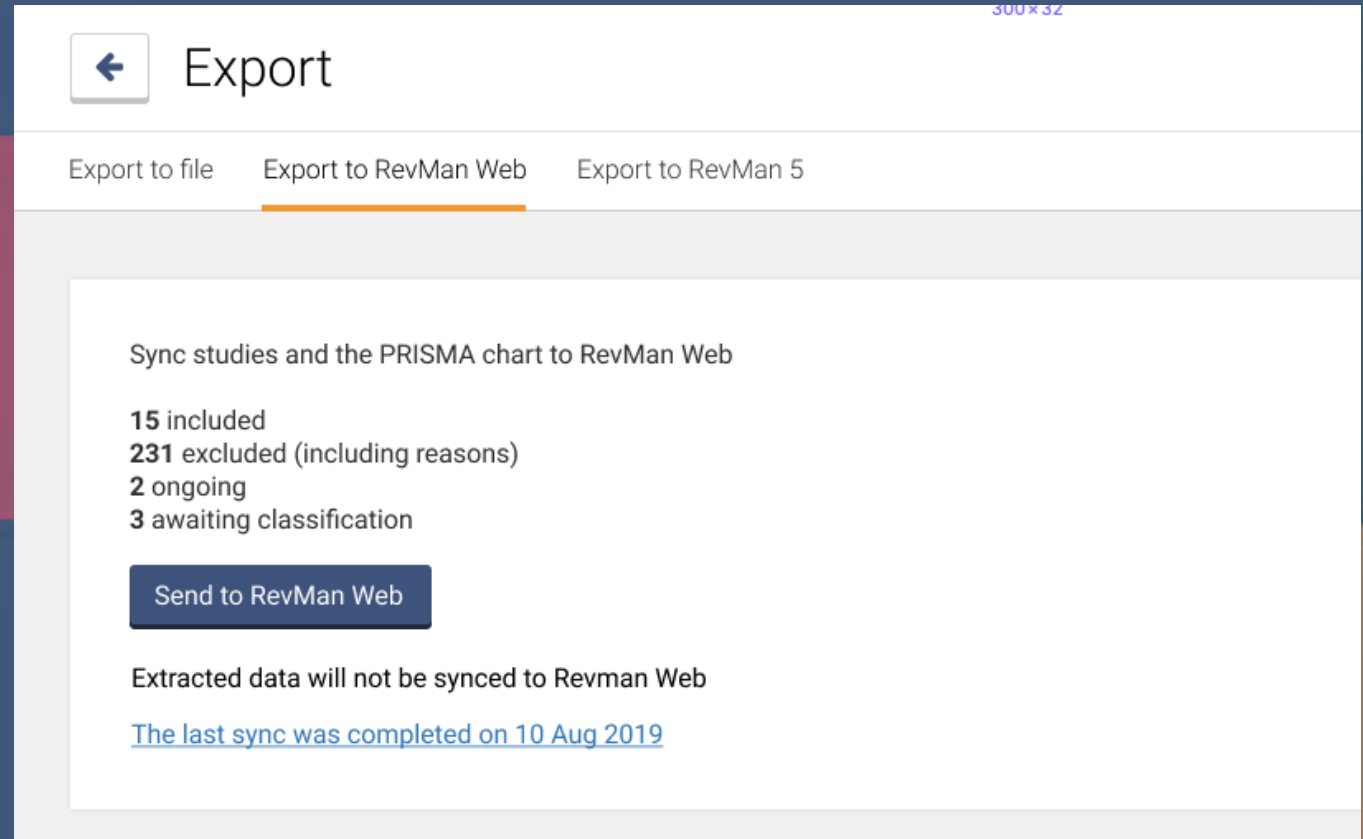 300×32
Export
Export to file
Export to RevMan Web
Export to RevMan 5
Sync studies and the PRISMA chart to RevMan Web
15 included
231 excluded (including reasons)
2 ongoing
3 awaiting classification
Send to RevMan Web
Extracted data will not be synced to Revman Web
The last sync was completed on 10 Aug 2019